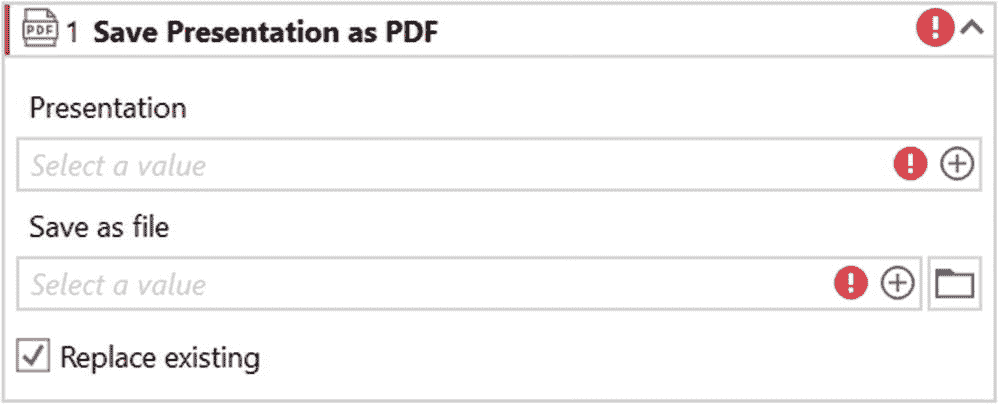 PDF 1 Save Presentation as PDF
Presentation
Select a value
Save as file
Select a value
Replace existing